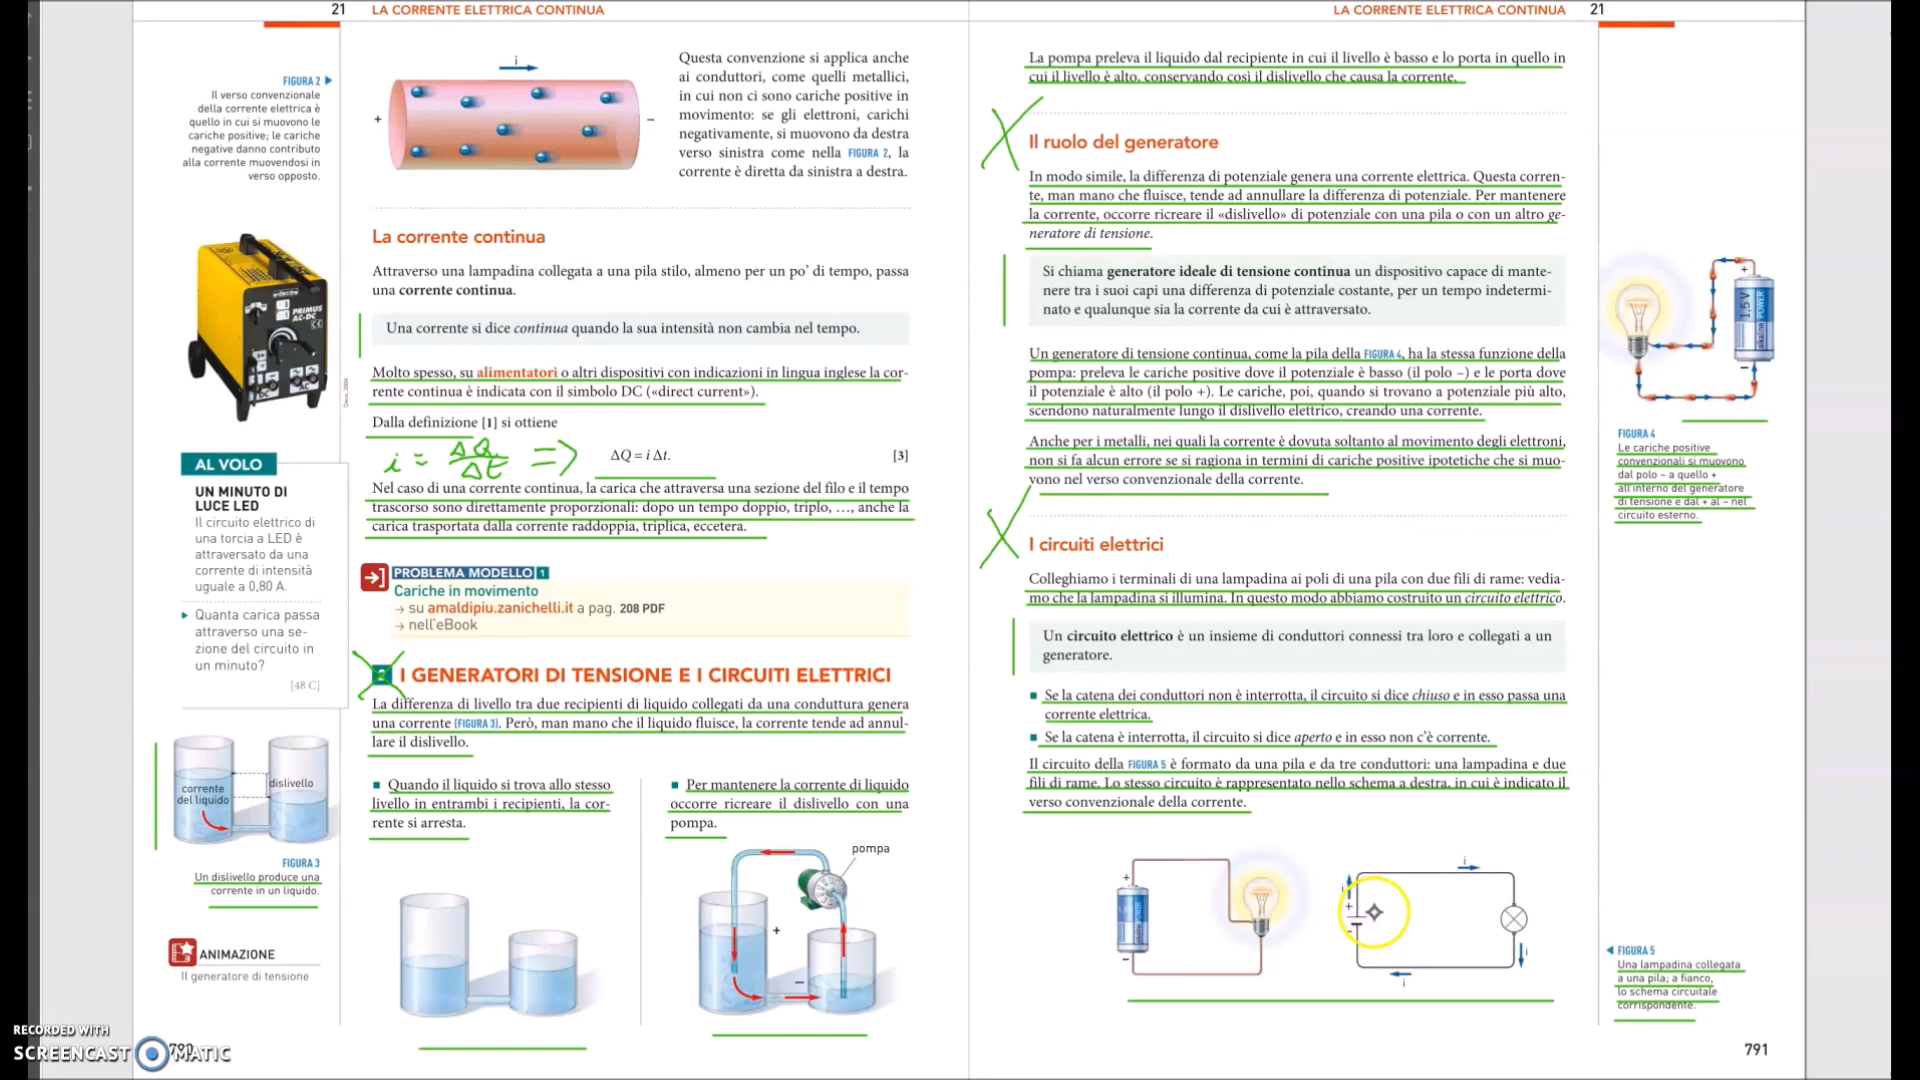 21 LA CORRENTE ELETTRICA CONTINUA
FIGURA 2
Il verso convenzionale
della corrente elettrica è
quello in cui si muovono le
cariche positive; le cariche
negative danno contributo
alla corrente muovendosi in
verso opposto.
i
+
−
Questa convenzione si applica anche
ai conduttori, come quelli metallici,
in cui non ci sono cariche positive in
movimento: se gli elettroni, carichi
negativamente, si muovono da destra
verso sinistra come nella FIGURA 2, la
corrente è diretta da sinistra a destra.
La corrente continua
Attraverso una lampadina collegata a una pila stilo, almeno per un po' di tempo, passa
una corrente continua.
Una corrente si dice continua quando la sua intensità non cambia nel tempo.
PRIMUS
AC-DC
Molto spesso, su alimentatori o altri dispositivi con indicazioni in lingua inglese la cor-
rente continua è indicata con il simbolo DC («direct current»).
Dalla definizione [1] si ottiene
i = ΔQ/Δt => ΔQ = i Δt. [3]
Nel caso di una corrente continua, la carica che attraversa una sezione del filo e il tempo
trascorso sono direttamente proporzionali: dopo un tempo doppio, triplo, …, anche la
carica trasportata dalla corrente raddoppia, triplica, eccetera.
AL VOLO
UN MINUTO DI
LUCE LED
Il circuito elettrico di
una torcia a LED è
attraversato da una
corrente di intensità
uguale a 0,80 A.
Quanta carica passa
attraverso una se-
zione del circuito in
un minuto?
[48 C]
PROBLEMA MODELLO 1
Cariche in movimento
→ su amaldipiu.zanichelli.it a pag. 208 PDF
→ nell'eBook
2 I GENERATORI DI TENSIONE E I CIRCUITI ELETTRICI
La differenza di livello tra due recipienti di liquido collegati da una conduttura genera
una corrente (FIGURA 3). Però, man mano che il liquido fluisce, la corrente tende ad annul-
lare il dislivello.
corrente
del liquido
dislivello
FIGURA 3
Un dislivello produce una
corrente in un liquido.
ANIMAZIONE
Il generatore di tensione
Quando il liquido si trova allo stesso
livello in entrambi i recipienti, la cor-
rente si arresta.
Per mantenere la corrente di liquido
occorre ricreare il dislivello con una
pompa.
pompa
+
−
RECORDED WITH
SCREENCAST MATIC
LA CORRENTE ELETTRICA CONTINUA 21
La pompa preleva il liquido dal recipiente in cui il livello è basso e lo porta in quello in
cui il livello è alto, conservando così il dislivello che causa la corrente.
Il ruolo del generatore
In modo simile, la differenza di potenziale genera una corrente elettrica. Questa corren-
te, man mano che fluisce, tende ad annullare la differenza di potenziale. Per mantenere
la corrente, occorre ricreare il «dislivello» di potenziale con una pila o con un altro ge-
neratore di tensione.
Si chiama generatore ideale di tensione continua un dispositivo capace di mante-
nere tra i suoi capi una differenza di potenziale costante, per un tempo indetermi-
nato e qualunque sia la corrente da cui è attraversato.
Un generatore di tensione continua, come la pila della FIGURA 4, ha la stessa funzione della
pompa: preleva le cariche positive dove il potenziale è basso (il polo −) e le porta dove
il potenziale è alto (il polo +). Le cariche, poi, quando si trovano a potenziale più alto,
scendono naturalmente lungo il dislivello elettrico, creando una corrente.
Anche per i metalli, nei quali la corrente è dovuta soltanto al movimento degli elettroni,
non si fa alcun errore se si ragiona in termini di cariche positive ipotetiche che si muo-
vono nel verso convenzionale della corrente.
+
1,5 V
POWER
alkaline
−
FIGURA 4
Le cariche positive
convenzionali si muovono
dal polo − a quello +
all'interno del generatore
di tensione e dal + al − nel
circuito esterno.
I circuiti elettrici
Colleghiamo i terminali di una lampadina ai poli di una pila con due fili di rame: vedia-
mo che la lampadina si illumina. In questo modo abbiamo costruito un circuito elettrico.
Un circuito elettrico è un insieme di conduttori connessi tra loro e collegati a un
generatore.
Se la catena dei conduttori non è interrotta, il circuito si dice chiuso e in esso passa una
corrente elettrica.
Se la catena è interrotta, il circuito si dice aperto e in esso non c'è corrente.
Il circuito della FIGURA 5 è formato da una pila e da tre conduttori: una lampadina e due
fili di rame. Lo stesso circuito è rappresentato nello schema a destra, in cui è indicato il
verso convenzionale della corrente.
+
POWER
−
i
i
+
−
i
i
FIGURA 5
Una lampadina collegata
a una pila; a fianco,
lo schema circuitale
corrispondente.
791